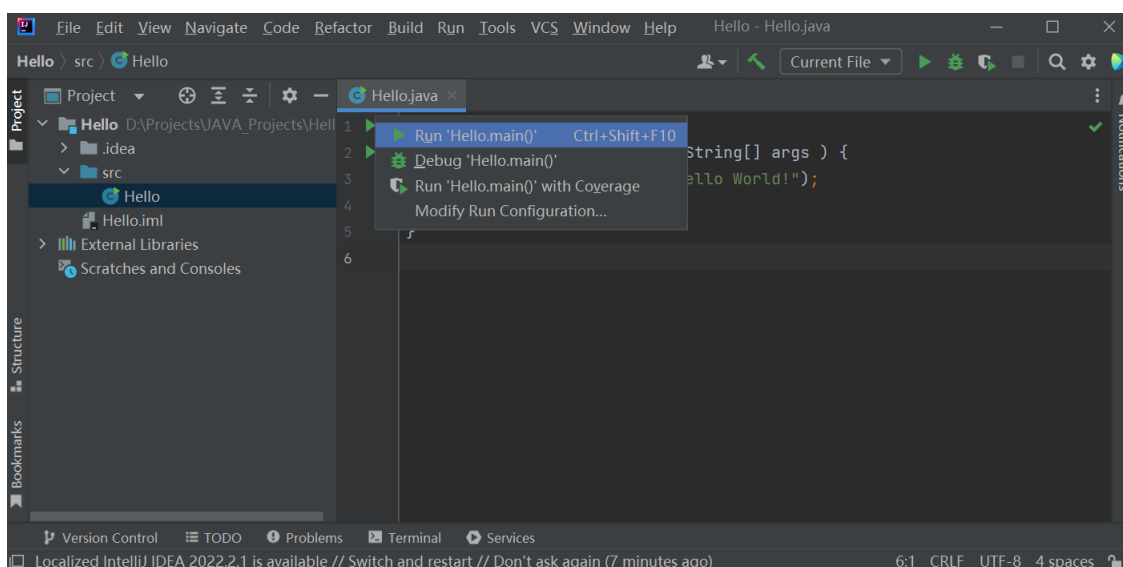 File Edit View Navigate Code Refactor Build Run Tools VCS Window Help Hello - Hello.java
Hello 〉 src 〉 Hello Current File
Project
Project Hello.java
Hello D:\Projects\JAVA_Projects\Hell 1
Run 'Hello.main()' Ctrl+Shift+F10
.idea 2 String[] args ) {
Debug 'Hello.main()'
src 3 ello World!");
Run 'Hello.main()' with Coverage
Hello 4
Modify Run Configuration...
Hello.iml 5 }
External Libraries 6
Scratches and Consoles
Notifications
Structure
Bookmarks
Version Control TODO Problems Terminal Services
Localized IntelliJ IDEA 2022.2.1 is available // Switch and restart // Don't ask again (7 minutes ago) 6:1 CRLF UTF-8 4 spaces